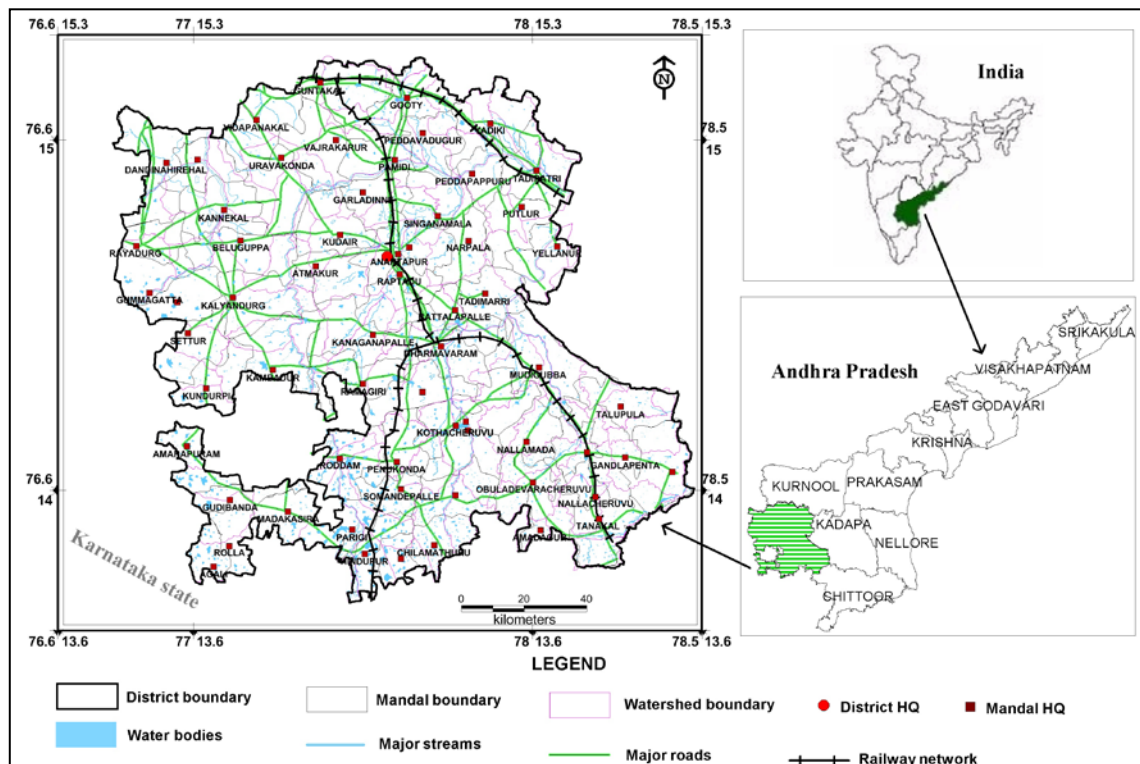 76.6 15.3
77 15.3
78 15.3
78.5 15.3
N
India
GUNTAKAL
GOOTY
VIDAPANAKAL
YADIKI
76.6
15
78.5
15
VAJRAKARUR
PEDDAVADUGUR
URAVAKONDA
PAMIDI
DANDINAHIREHAL
PEDDAPAPPURU
TADIPATRI
GARLADINNE
KANNEKAL
SINGANAMALA
PUTLUR
KUDAIR
BELUGUPPA
NARPALA
RAYADURG
YELLANUR
ANANTAPUR
ATMAKUR
RAPTADU
GUMMAGATTA
KALYANDURG
TADIMARRI
BATTALAPALLE
SETTUR
KANAGANAPALLE
DHARMAVARAM
KAMBADUR
MUDIGUBBA
KUNDURPI
RAMAGIRI
TALUPULA
KOTHACHERUVU
AMARAPURAM
NALLAMADA
RODDAM
PENUKONDA
GANDLAPENTA
76.6
14
78.5
14
SOMANDEPALLE
OBULADEVARACHERUVU
GUDIBANDA
NALLACHERUVU
MADAKASIRA
TANAKAL
PARIGI
AMADAGUR
ROLLA
CHILAMATHURU
AGALI
Karnataka state
0 20 40
kilometers
76.6 13.6
77 13.6
78 13.6
78.5 13.6
Andhra Pradesh
SRIKAKULA
VISAKHAPATNAM
EAST GODAVARI
KRISHNA
PRAKASAM
KURNOOL
KADAPA
NELLORE
CHITTOOR
LEGEND
District boundary
Mandal boundary
Watershed boundary
District HQ
Mandal HQ
Water bodies
Major streams
Major roads
Railway network